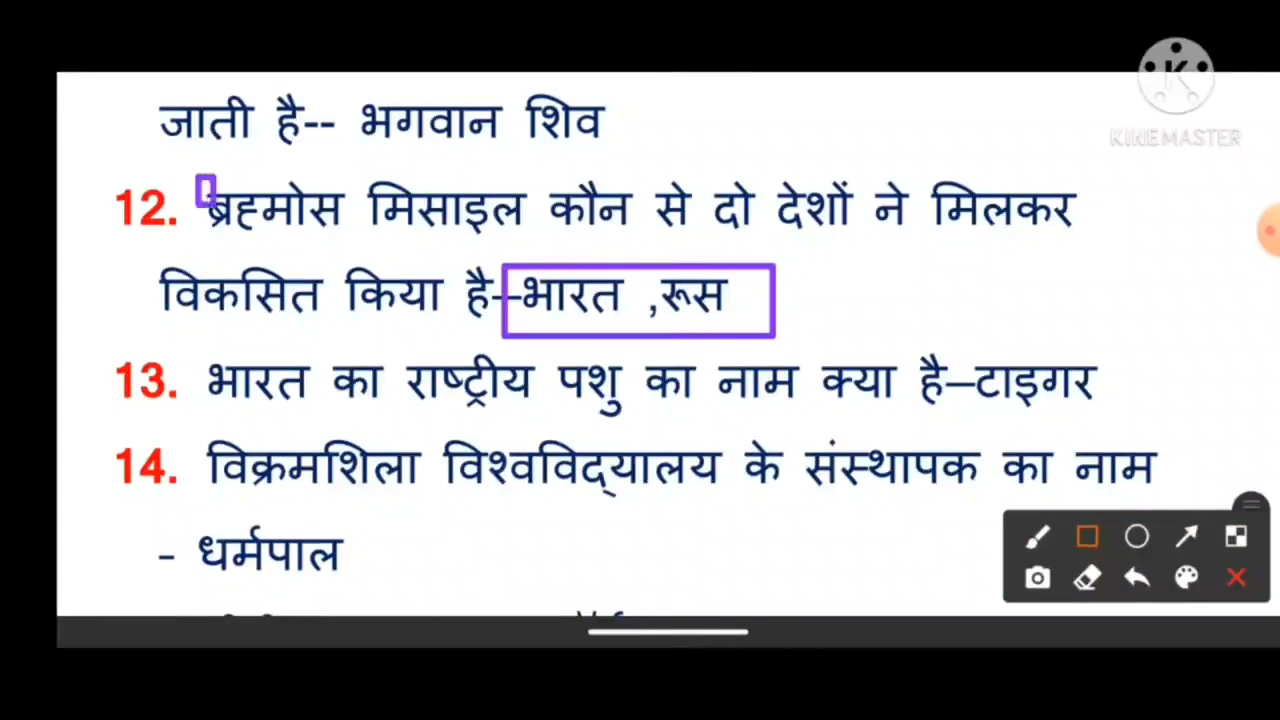 KINEMASTER
जाती है-- भगवान शिव
12. ब्रह्मोस मिसाइल कौन से दो देशों ने मिलकर
विकसित किया है–भारत ,रूस
13. भारत का राष्ट्रीय पशु का नाम क्या है–टाइगर
14. विक्रमशिला विश्वविद्यालय के संस्थापक का नाम
- धर्मपाल